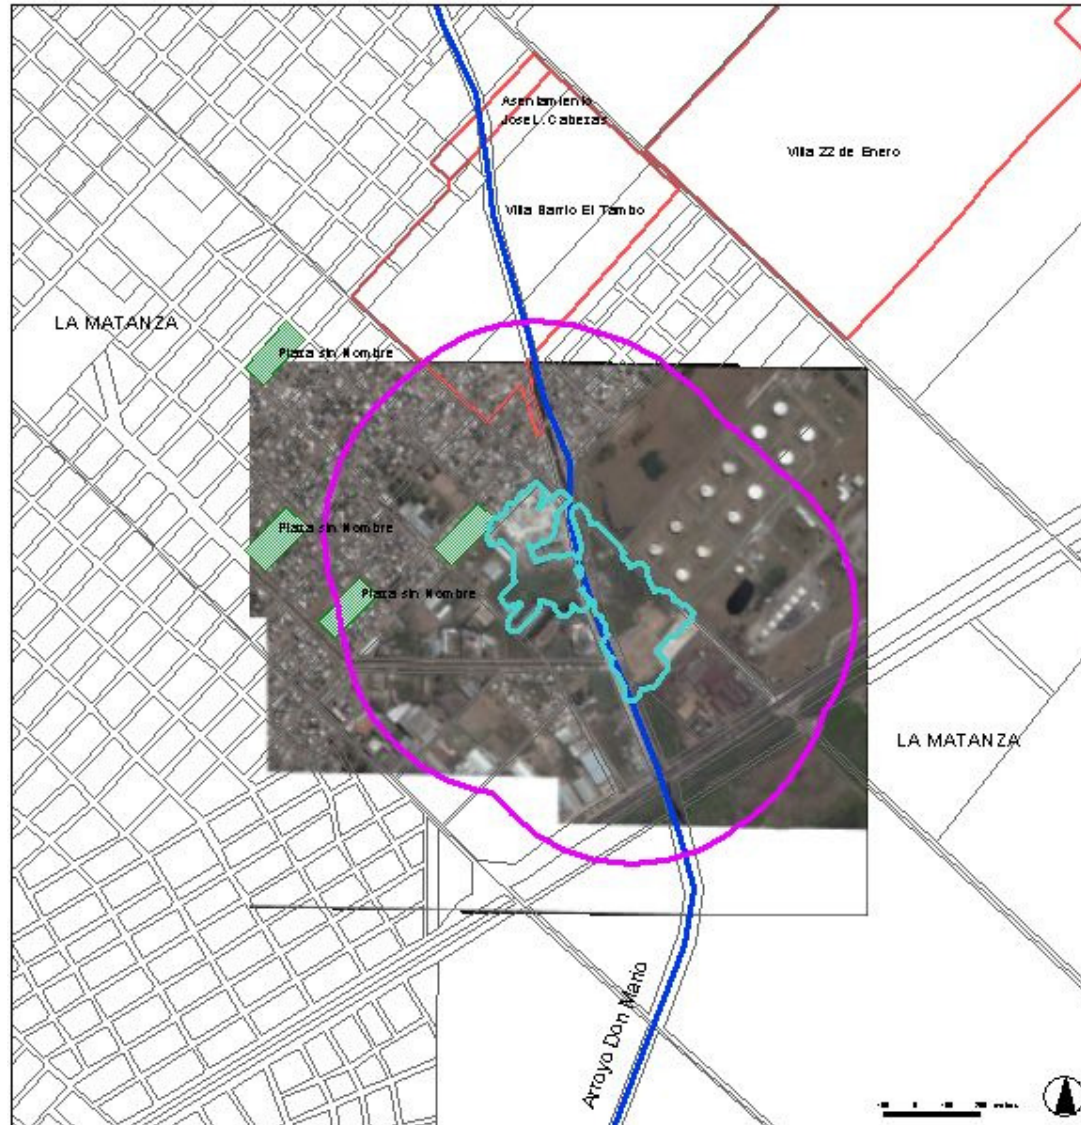 Asentamiento
Jose L. Cabezas
Villa 22 de Enero
Villa Barrio El Tambo
LA MATANZA
Plaza sin Nombre
Plaza sin Nombre
Plaza sin Nombre
LA MATANZA
Arroyo Don Mario